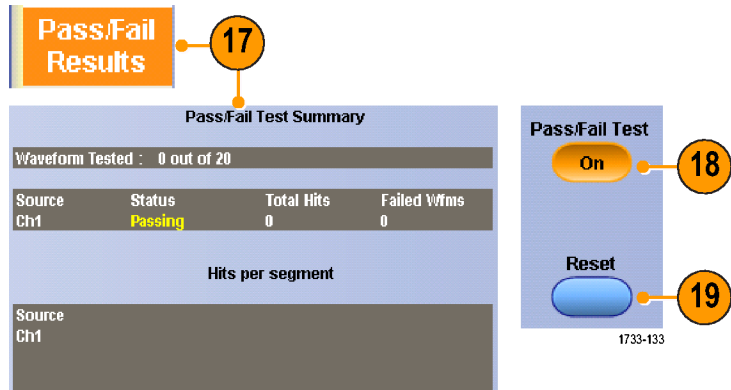 Pass/Fail
Results
17
Pass/Fail Test Summary
Waveform Tested : 0 out of 20
Source Status Total Hits Failed Wfms
Ch1 Passing 0 0
Hits per segment
Source
Ch1
Pass/Fail Test
On
18
Reset
19
1733-133